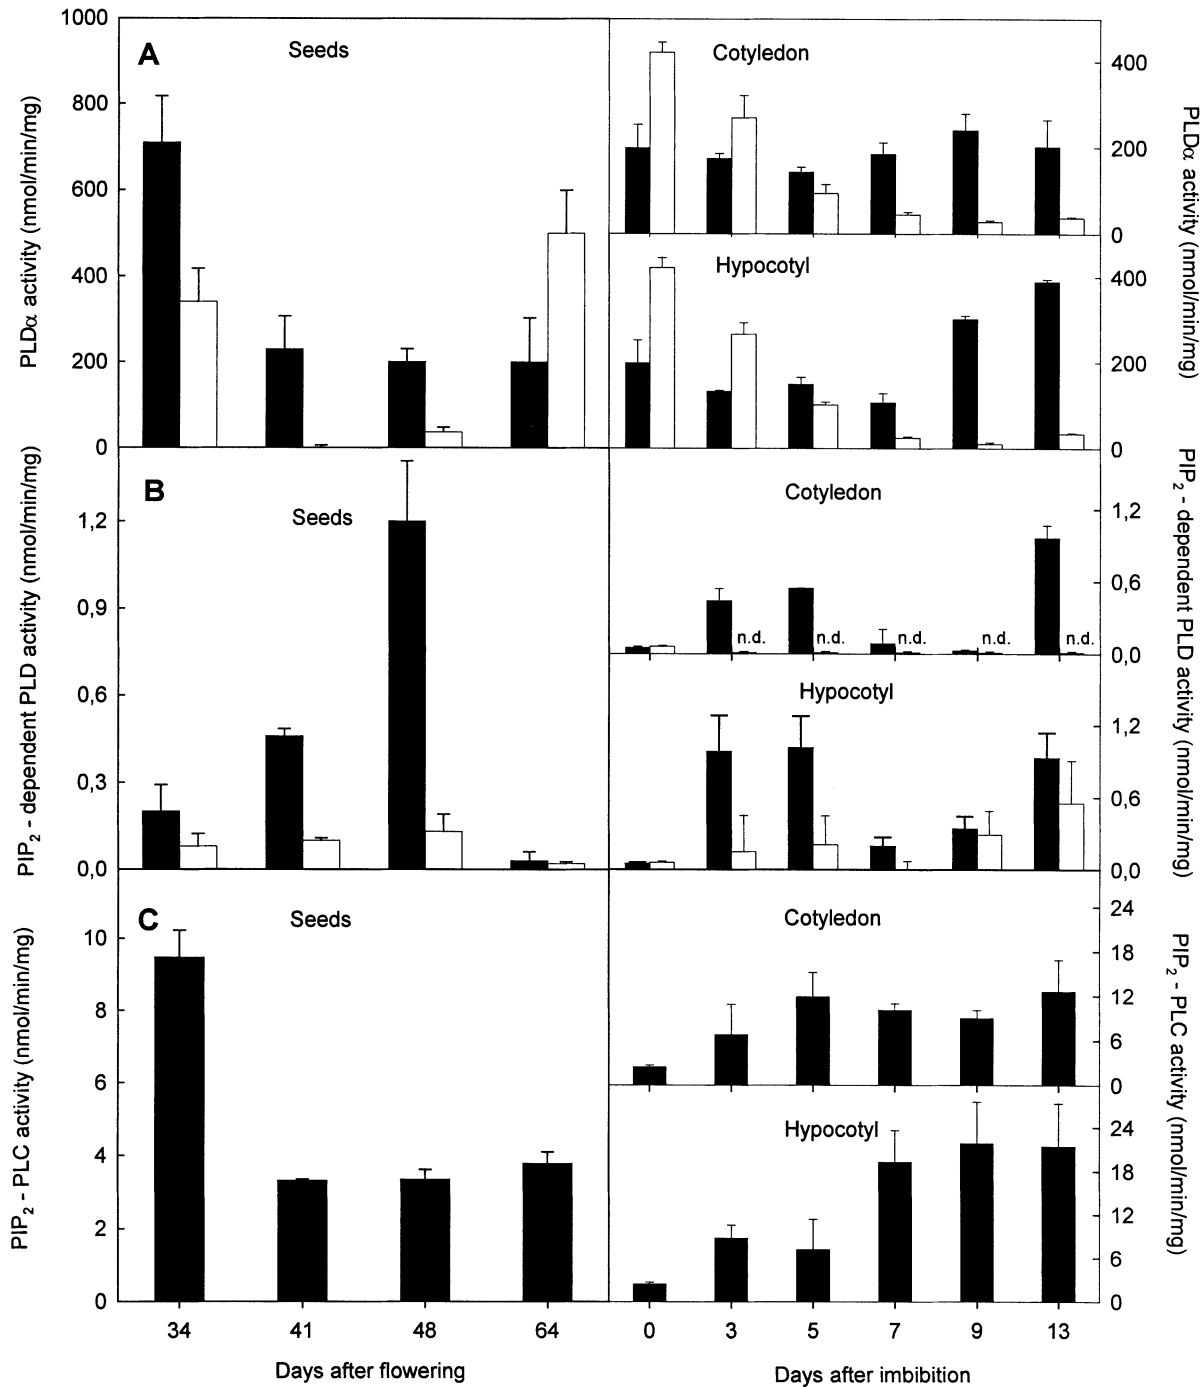 A
Seeds
PLDα activity (nmol/min/mg)
1000
800
600
400
200
0
Cotyledon
400
200
0
Hypocotyl
400
200
0
PLDα activity (nmol/min/mg)
B
Seeds
PIP2 - dependent PLD activity (nmol/min/mg)
1,2
0,9
0,6
0,3
0,0
Cotyledon
n.d. n.d. n.d. n.d. n.d.
1,2
0,6
0,0
Hypocotyl
1,2
0,6
0,0
PIP2 - dependent PLD activity (nmol/min/mg)
C
Seeds
PIP2 - PLC activity (nmol/min/mg)
10
8
6
4
2
0
34 41 48 64
Days after flowering
Cotyledon
24
18
12
6
0
Hypocotyl
24
18
12
6
0
PIP2 - PLC activity (nmol/min/mg)
0 3 5 7 9 13
Days after imbibition